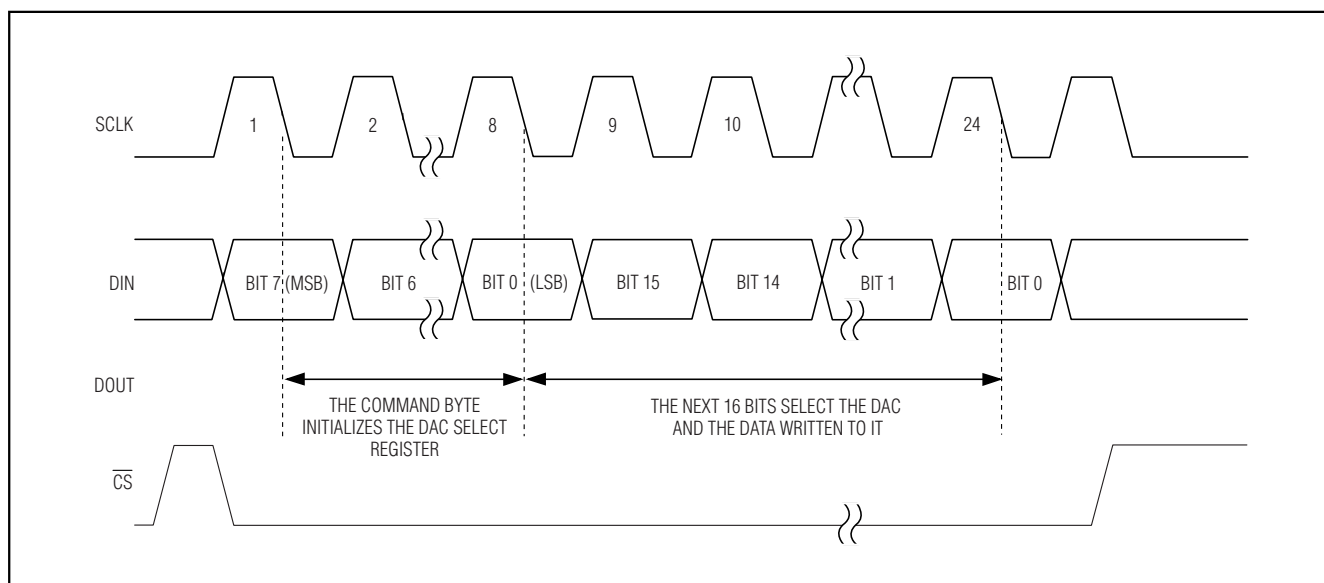 SCLK
1
2
8
9
10
24
DIN
BIT 7 (MSB)
BIT 6
BIT 0 (LSB)
BIT 15
BIT 14
BIT 1
BIT 0
DOUT
THE COMMAND BYTE
INITIALIZES THE DAC SELECT
REGISTER
THE NEXT 16 BITS SELECT THE DAC
AND THE DATA WRITTEN TO IT
CS